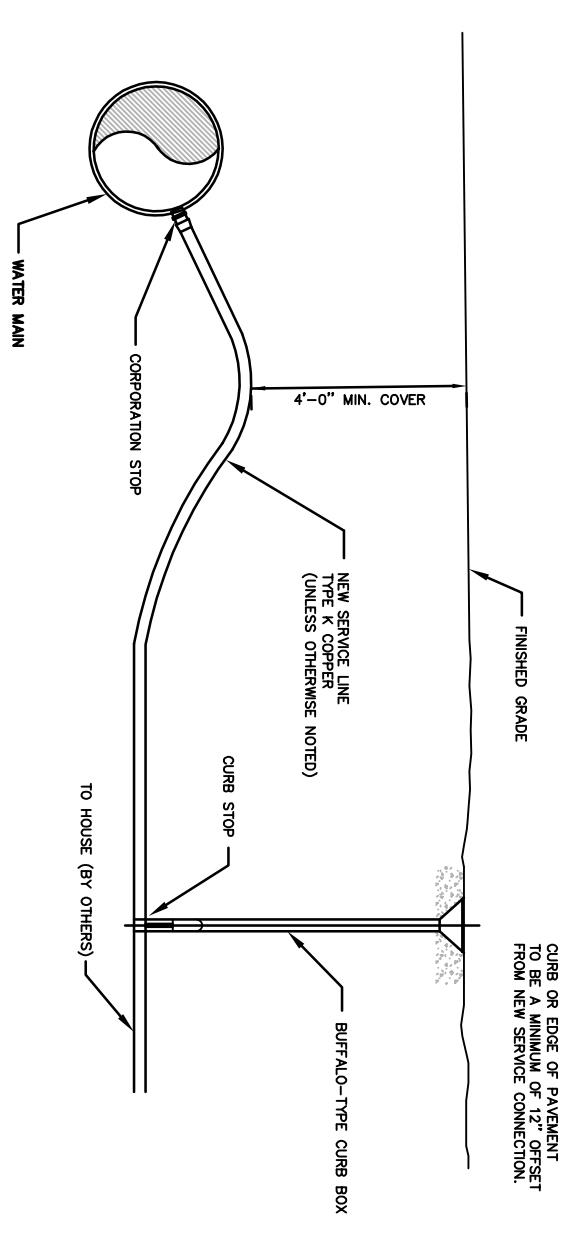 CURB OR EDGE OF PAVEMENT
TO BE A MINIMUM OF 12" OFFSET
FROM NEW SERVICE CONNECTION.
FINISHED GRADE
4'-0" MIN. COVER
NEW SERVICE LINE
TYPE K COPPER
(UNLESS OTHERWISE NOTED)
BUFFALO-TYPE CURB BOX
CURB STOP
CORPORATION STOP
TO HOUSE (BY OTHERS)
WATER MAIN